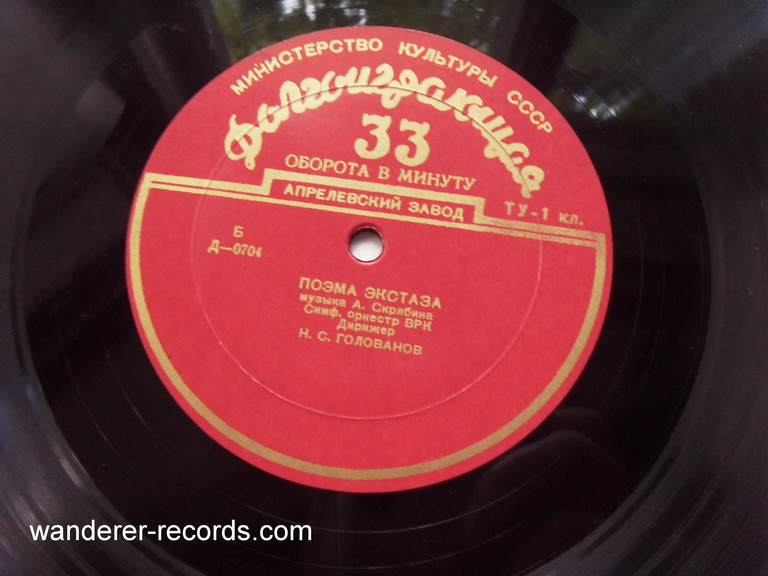 МИНИСТЕРСТВО КУЛЬТУРЫ СССР
Долгоиграющая
33
ОБОРОТА В МИНУТУ
АПРЕЛЕВСКИЙ ЗАВОД
ТУ-1 кл.
Б
Д—0704
ПОЭМА ЭКСТАЗА
музыка А. Скрябина
Симф. оркестр ВРК
Дирижер
Н. С. ГОЛОВАНОВ
wanderer-records.com